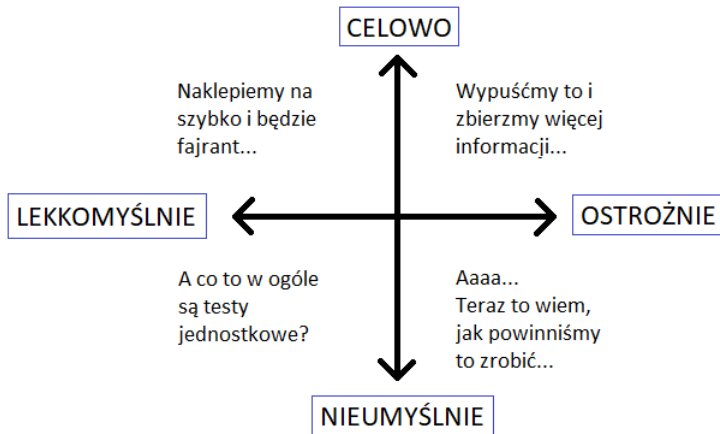 CELOWO
Naklepiemy na
szybko i będzie
fajrant...
Wypuśćmy to i
zbierzmy więcej
informacji...
LEKKOMYŚLNIE
OSTROŻNIE
A co to w ogóle
są testy
jednostkowe?
Aaaa...
Teraz to wiem,
jak powinniśmy
to zrobić...
NIEUMYŚLNIE